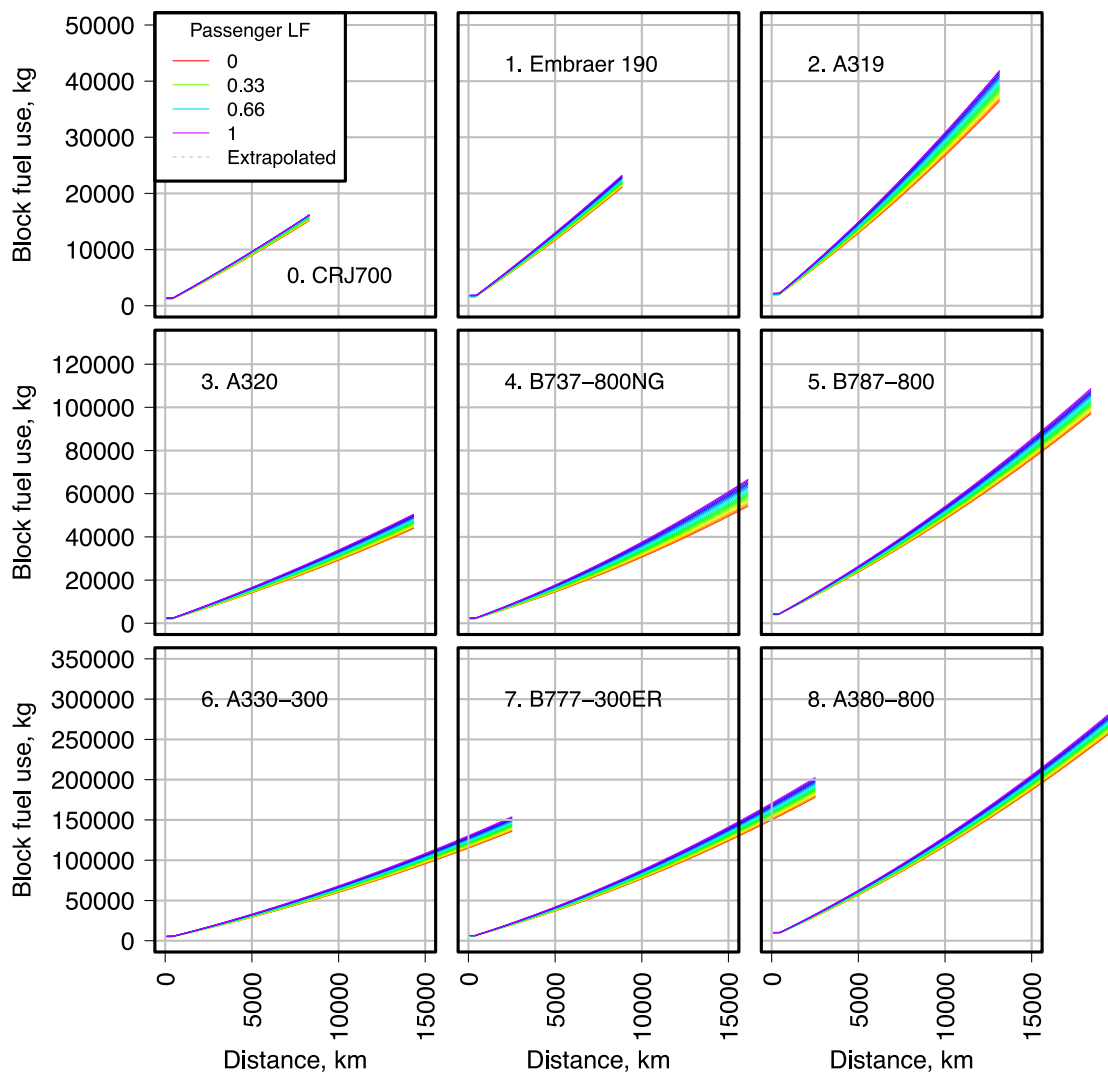 Passenger LF
0
0.33
0.66
1
Extrapolated
Block fuel use, kg
50000
40000
30000
20000
10000
0
0. CRJ700
1. Embraer 190
2. A319
Block fuel use, kg
120000
100000
80000
60000
40000
20000
0
3. A320
4. B737–800NG
5. B787–800
Block fuel use, kg
350000
300000
250000
200000
150000
100000
50000
0
6. A330–300
7. B777–300ER
8. A380–800
0
5000
10000
15000
0
5000
10000
15000
0
5000
10000
15000
Distance, km
Distance, km
Distance, km